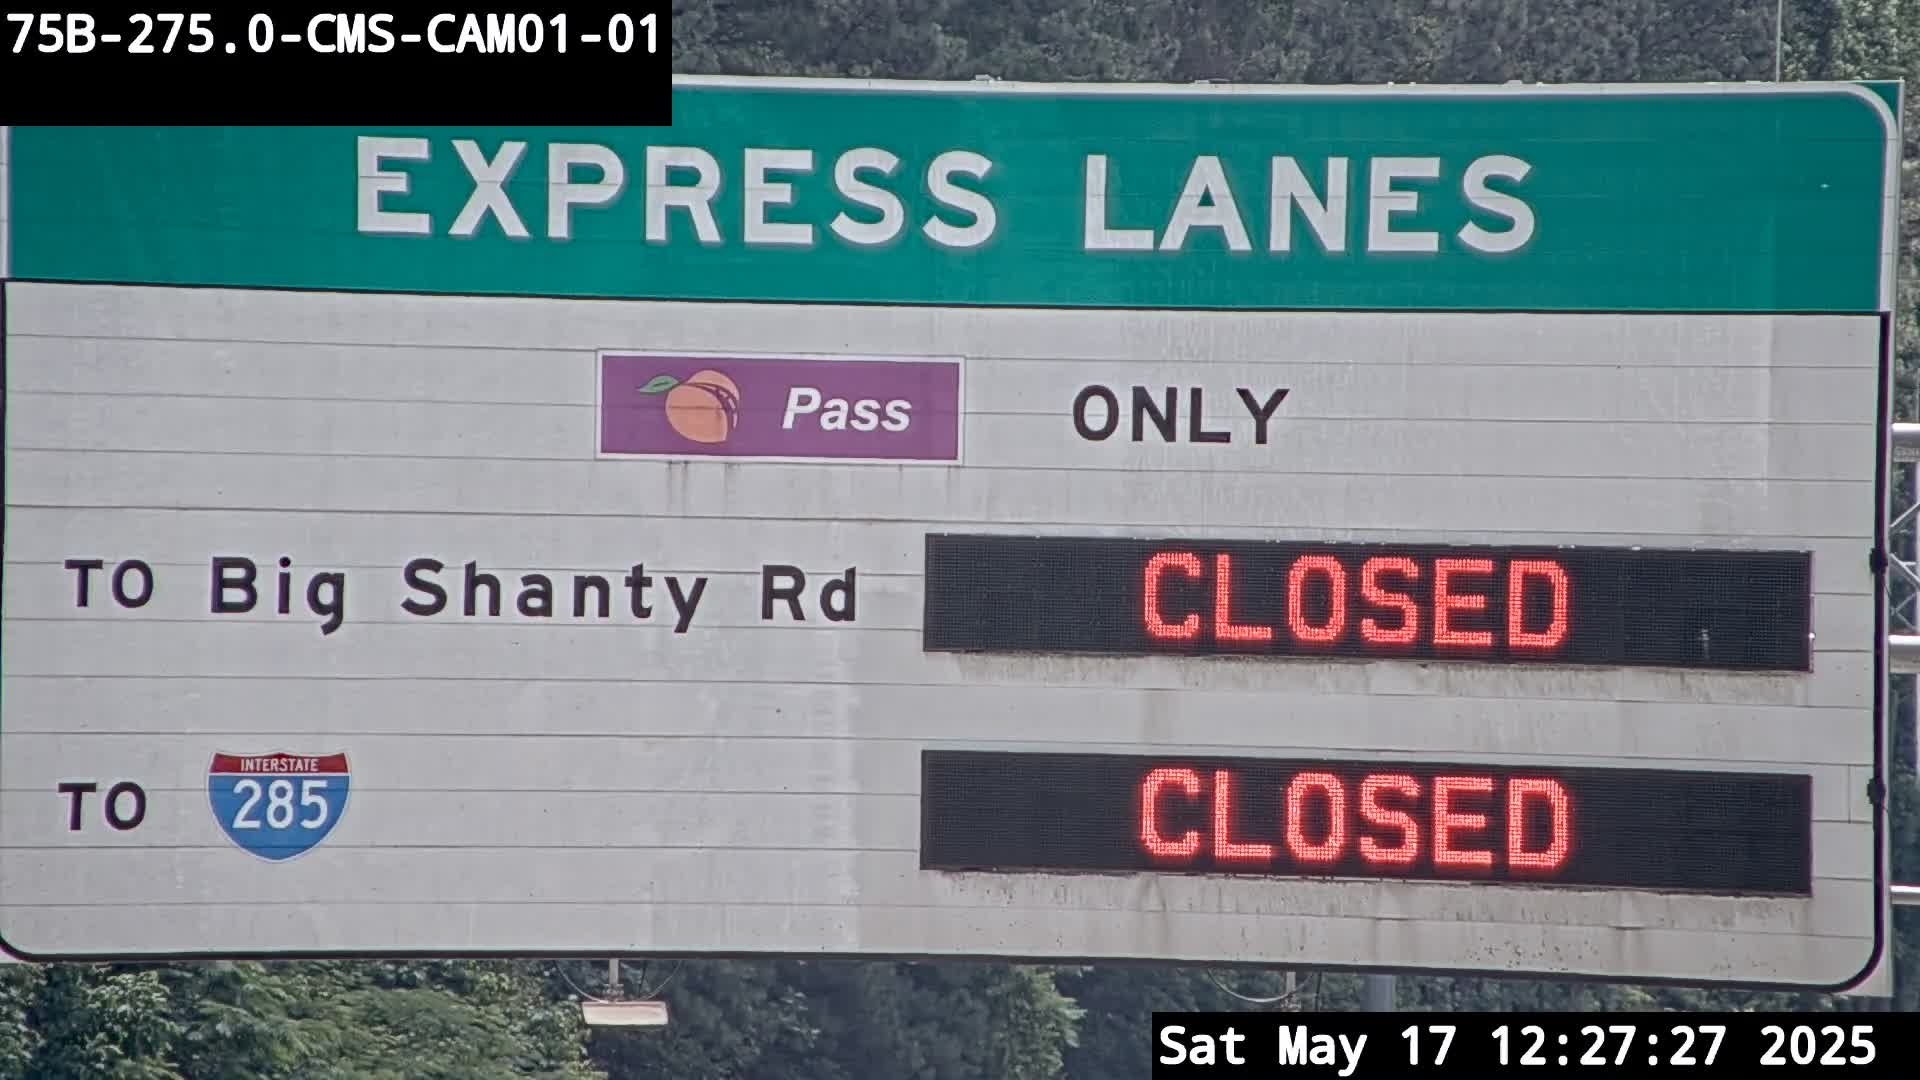 75B-275.0-CMS-CAM01-01
EXPRESS LANES
Pass ONLY
TO Big Shanty Rd CLOSED
INTERSTATE
TO 285 CLOSED
Sat May 17 12:27:27 2025